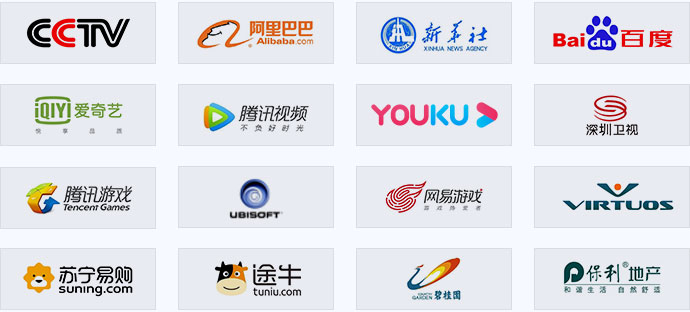 CCTV
阿里巴巴
Alibaba.com
新华社
XINHUA NEWS AGENCY
Bai du 百度
iQIYI 爱奇艺
悦享品质
腾讯视频
不负好时光
YOUKU
深圳卫视
腾讯游戏
Tencent Games
UBISOFT
网易游戏
游戏热爱者
VIRTUOS
苏宁易购
suning.com
途牛
tuniu.com
COUNTRY GARDEN 碧桂园
保利®地产
和谐生活 自然舒适